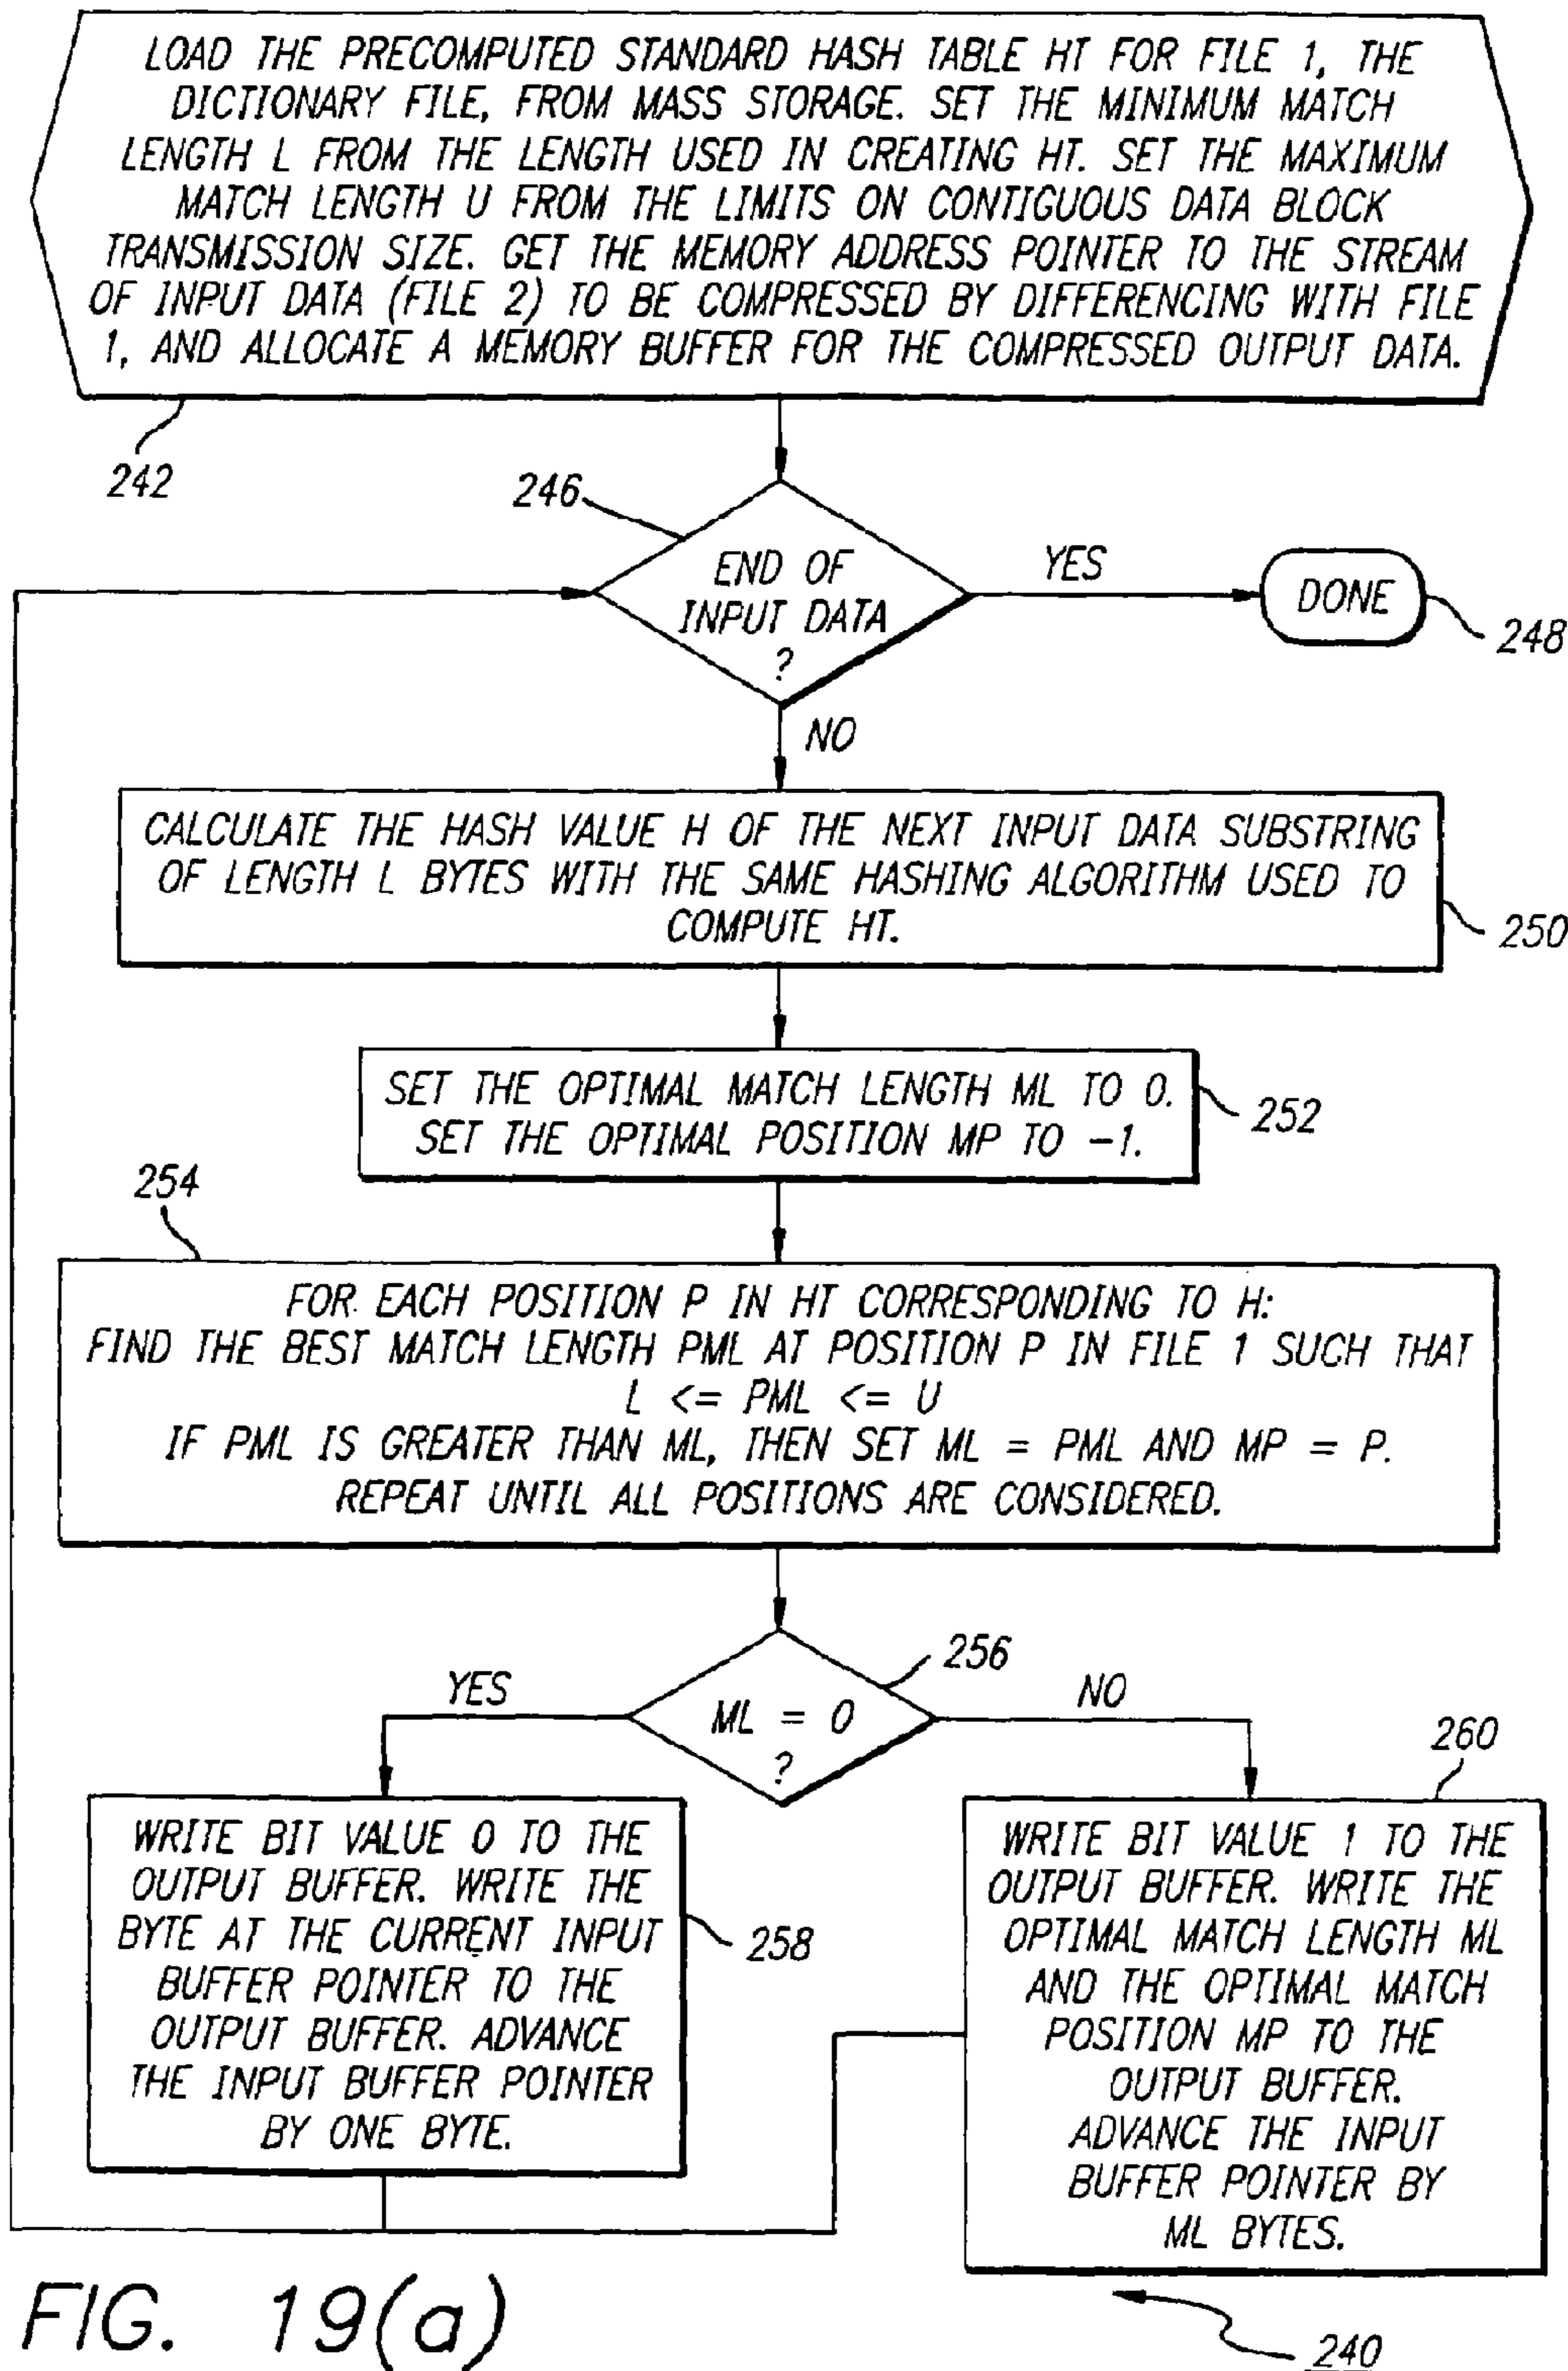 LOAD THE PRECOMPUTED STANDARD HASH TABLE HT FOR FILE 1, THE
DICTIONARY FILE, FROM MASS STORAGE. SET THE MINIMUM MATCH
LENGTH L FROM THE LENGTH USED IN CREATING HT. SET THE MAXIMUM
MATCH LENGTH U FROM THE LIMITS ON CONTIGUOUS DATA BLOCK
TRANSMISSION SIZE. GET THE MEMORY ADDRESS POINTER TO THE STREAM
OF INPUT DATA (FILE 2) TO BE COMPRESSED BY DIFFERENCING WITH FILE
1, AND ALLOCATE A MEMORY BUFFER FOR THE COMPRESSED OUTPUT DATA.
242
246
END OF
INPUT DATA
?
YES
DONE
248
NO
CALCULATE THE HASH VALUE H OF THE NEXT INPUT DATA SUBSTRING
OF LENGTH L BYTES WITH THE SAME HASHING ALGORITHM USED TO
COMPUTE HT.
250
SET THE OPTIMAL MATCH LENGTH ML TO 0.
SET THE OPTIMAL POSITION MP TO -1.
252
254
FOR EACH POSITION P IN HT CORRESPONDING TO H:
FIND THE BEST MATCH LENGTH PML AT POSITION P IN FILE 1 SUCH THAT
L <= PML <= U
IF PML IS GREATER THAN ML, THEN SET ML = PML AND MP = P.
REPEAT UNTIL ALL POSITIONS ARE CONSIDERED.
256
YES
ML = 0
?
NO
260
WRITE BIT VALUE 0 TO THE
OUTPUT BUFFER. WRITE THE
BYTE AT THE CURRENT INPUT
BUFFER POINTER TO THE
OUTPUT BUFFER. ADVANCE
THE INPUT BUFFER POINTER
BY ONE BYTE.
258
WRITE BIT VALUE 1 TO THE
OUTPUT BUFFER. WRITE THE
OPTIMAL MATCH LENGTH ML
AND THE OPTIMAL MATCH
POSITION MP TO THE
OUTPUT BUFFER.
ADVANCE THE INPUT
BUFFER POINTER BY
ML BYTES.
FIG. 19(a)
240